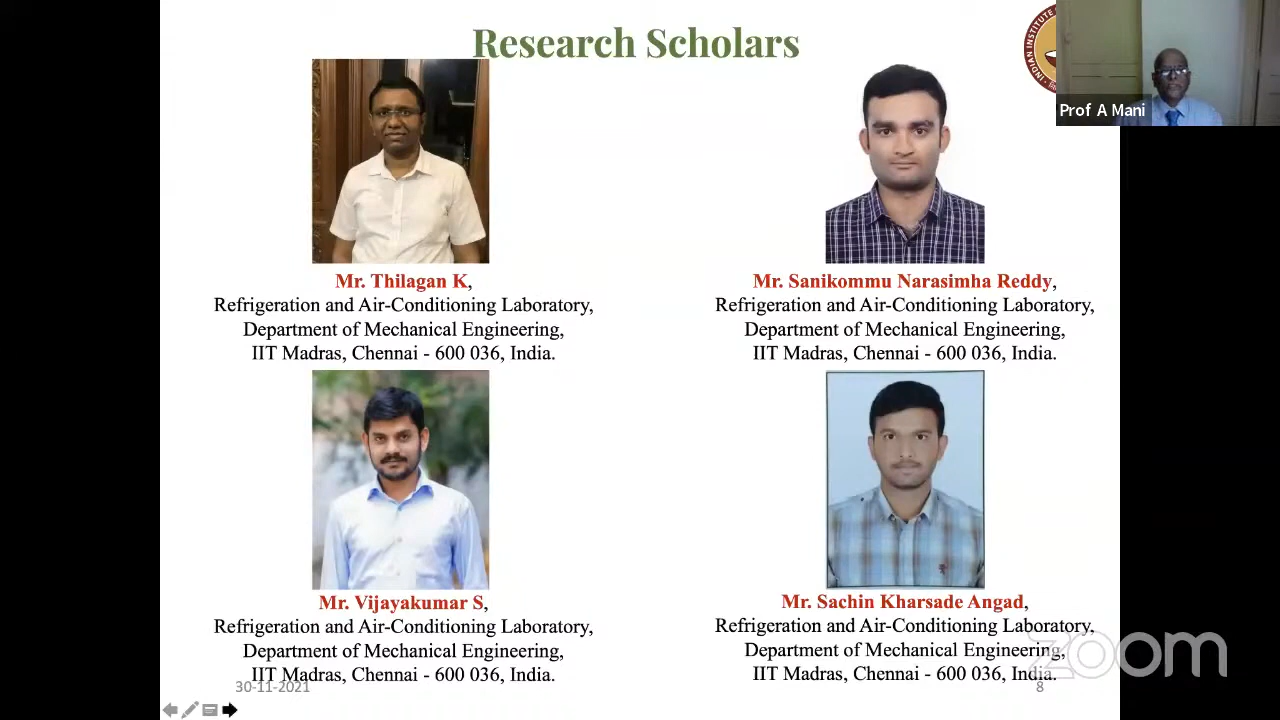 Research Scholars
INDIAN INSTITUTE
Prof A Mani
Mr. Thilagan K,
Refrigeration and Air-Conditioning Laboratory,
Department of Mechanical Engineering,
IIT Madras, Chennai - 600 036, India.
Mr. Sanikommu Narasimha Reddy,
Refrigeration and Air-Conditioning Laboratory,
Department of Mechanical Engineering,
IIT Madras, Chennai - 600 036, India.
Mr. Vijayakumar S,
Refrigeration and Air-Conditioning Laboratory,
Department of Mechanical Engineering,
IIT Madras, Chennai - 600 036, India.
Mr. Sachin Kharsade Angad,
Refrigeration and Air-Conditioning Laboratory,
Department of Mechanical Engineering,
IIT Madras, Chennai - 600 036, India.
30-11-2021
8
zoom